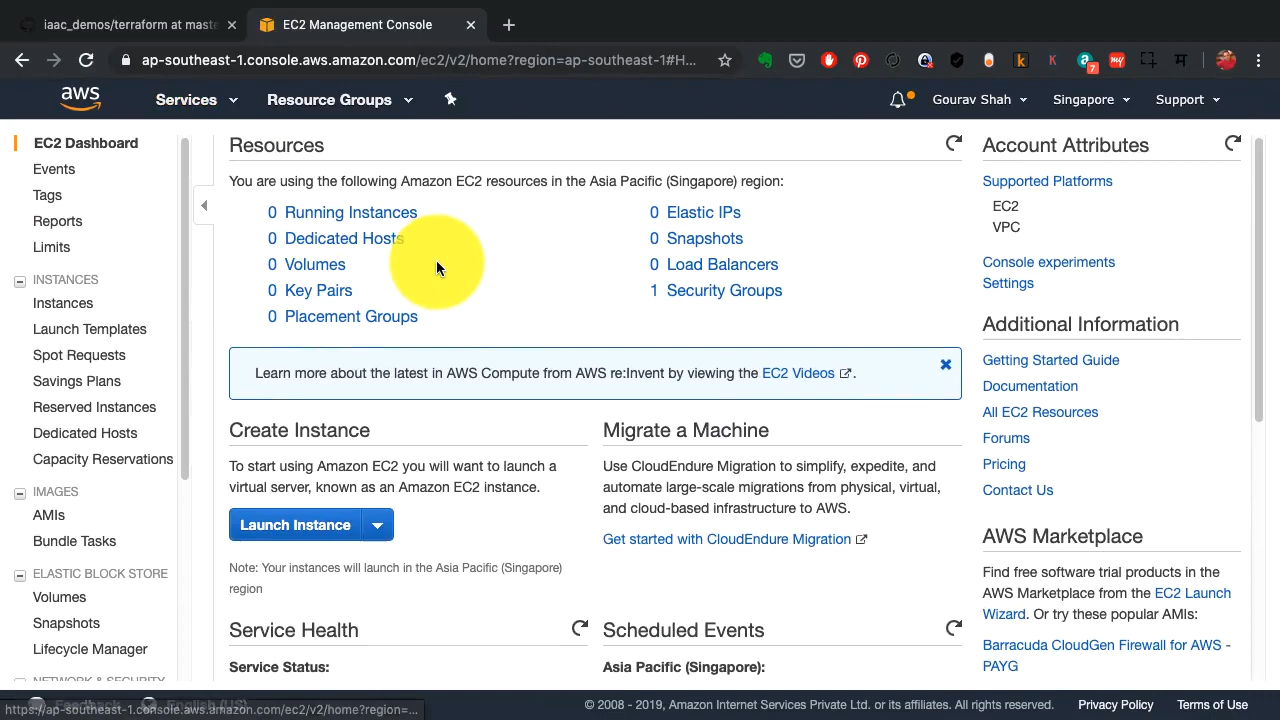 iaac_demos/terraform at maste
EC2 Management Console
ap-southeast-1.console.aws.amazon.com/ec2/v2/home?region=ap-southeast-1#H...
7
aws
Services
Resource Groups
Gourav Shah
Singapore
Support
EC2 Dashboard
Events
Tags
Reports
Limits
INSTANCES
Instances
Launch Templates
Spot Requests
Savings Plans
Reserved Instances
Dedicated Hosts
Capacity Reservations
IMAGES
AMIs
Bundle Tasks
ELASTIC BLOCK STORE
Volumes
Snapshots
Lifecycle Manager
NETWORK & SECURITY
Resources
You are using the following Amazon EC2 resources in the Asia Pacific (Singapore) region:
0 Running Instances
0 Dedicated Hosts
0 Volumes
0 Key Pairs
0 Placement Groups
0 Elastic IPs
0 Snapshots
0 Load Balancers
1 Security Groups
Learn more about the latest in AWS Compute from AWS re:Invent by viewing the EC2 Videos .
Create Instance
To start using Amazon EC2 you will want to launch a
virtual server, known as an Amazon EC2 instance.
Launch Instance
Note: Your instances will launch in the Asia Pacific (Singapore)
region
Migrate a Machine
Use CloudEndure Migration to simplify, expedite, and
automate large-scale migrations from physical, virtual,
and cloud-based infrastructure to AWS.
Get started with CloudEndure Migration
Service Health
Service Status:
Scheduled Events
Asia Pacific (Singapore):
Account Attributes
Supported Platforms
EC2
VPC
Console experiments
Settings
Additional Information
Getting Started Guide
Documentation
All EC2 Resources
Forums
Pricing
Contact Us
AWS Marketplace
Find free software trial products in the
AWS Marketplace from the EC2 Launch
Wizard. Or try these popular AMIs:
Barracuda CloudGen Firewall for AWS -
PAYG
Feedback
English (US)
https://ap-southeast-1.console.aws.amazon.com/ec2/v2/home?region=...
© 2008 - 2019, Amazon Internet Services Private Ltd. or its affiliates. All rights reserved.
Privacy Policy
Terms of Use